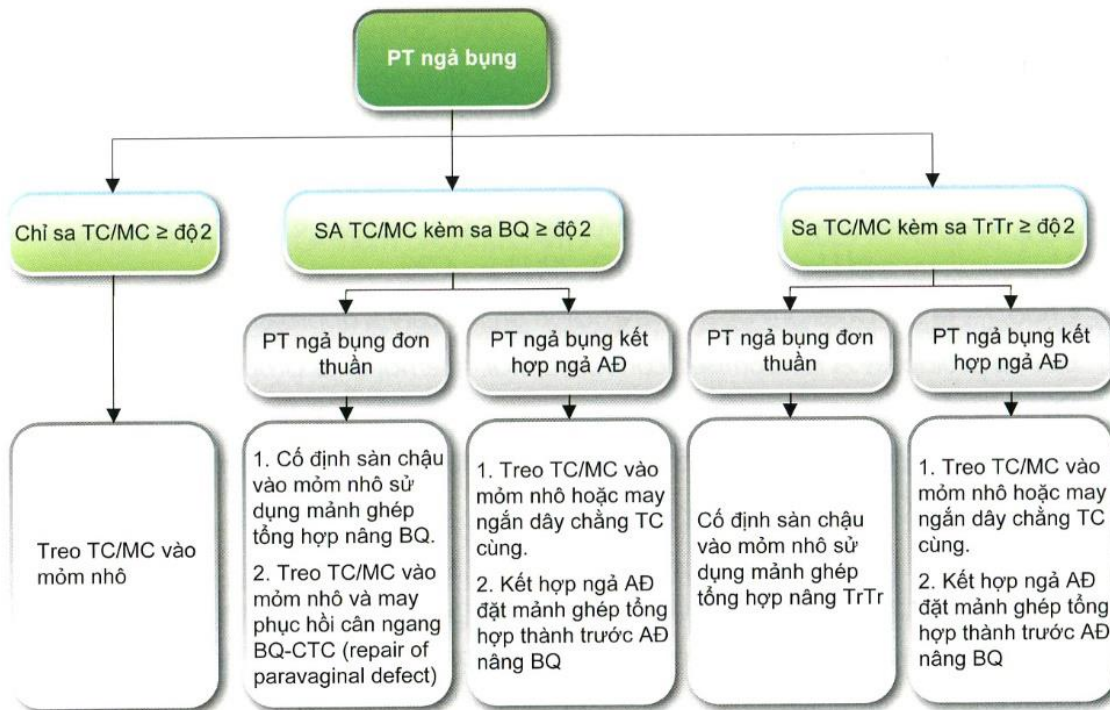 PT ngả bụng
Chỉ sa TC/MC ≥ độ2
SA TC/MC kèm sa BQ ≥ độ2
Sa TC/MC kèm sa TrTr ≥ độ2
PT ngả bụng đơn
thuần
PT ngả bụng kết
hợp ngả AĐ
PT ngả bụng đơn
thuần
PT ngả bụng kết
hợp ngả AĐ
Treo TC/MC vào
mỏm nhô
1. Cố định sàn chậu
vào mỏm nhô sử
dụng mảnh ghép
tổng hợp nâng BQ.
2. Treo TC/MC vào
mỏm nhô và may
phục hồi cân ngang
BQ-CTC (repair of
paravaginal defect)
1. Treo TC/MC vào
mỏm nhô hoặc may
ngắn dây chằng TC
cùng.
2. Kết hợp ngả AĐ
đặt mảnh ghép tổng
hợp thành trước AĐ
nâng BQ
Cố định sàn chậu
vào mỏm nhô sử
dụng mảnh ghép
tổng hợp nâng TrTr
1. Treo TC/MC vào
mỏm nhô hoặc may
ngắn dây chằng TC
cùng.
2. Kết hợp ngả AĐ
đặt mảnh ghép tổng
hợp thành trước AĐ
nâng BQ